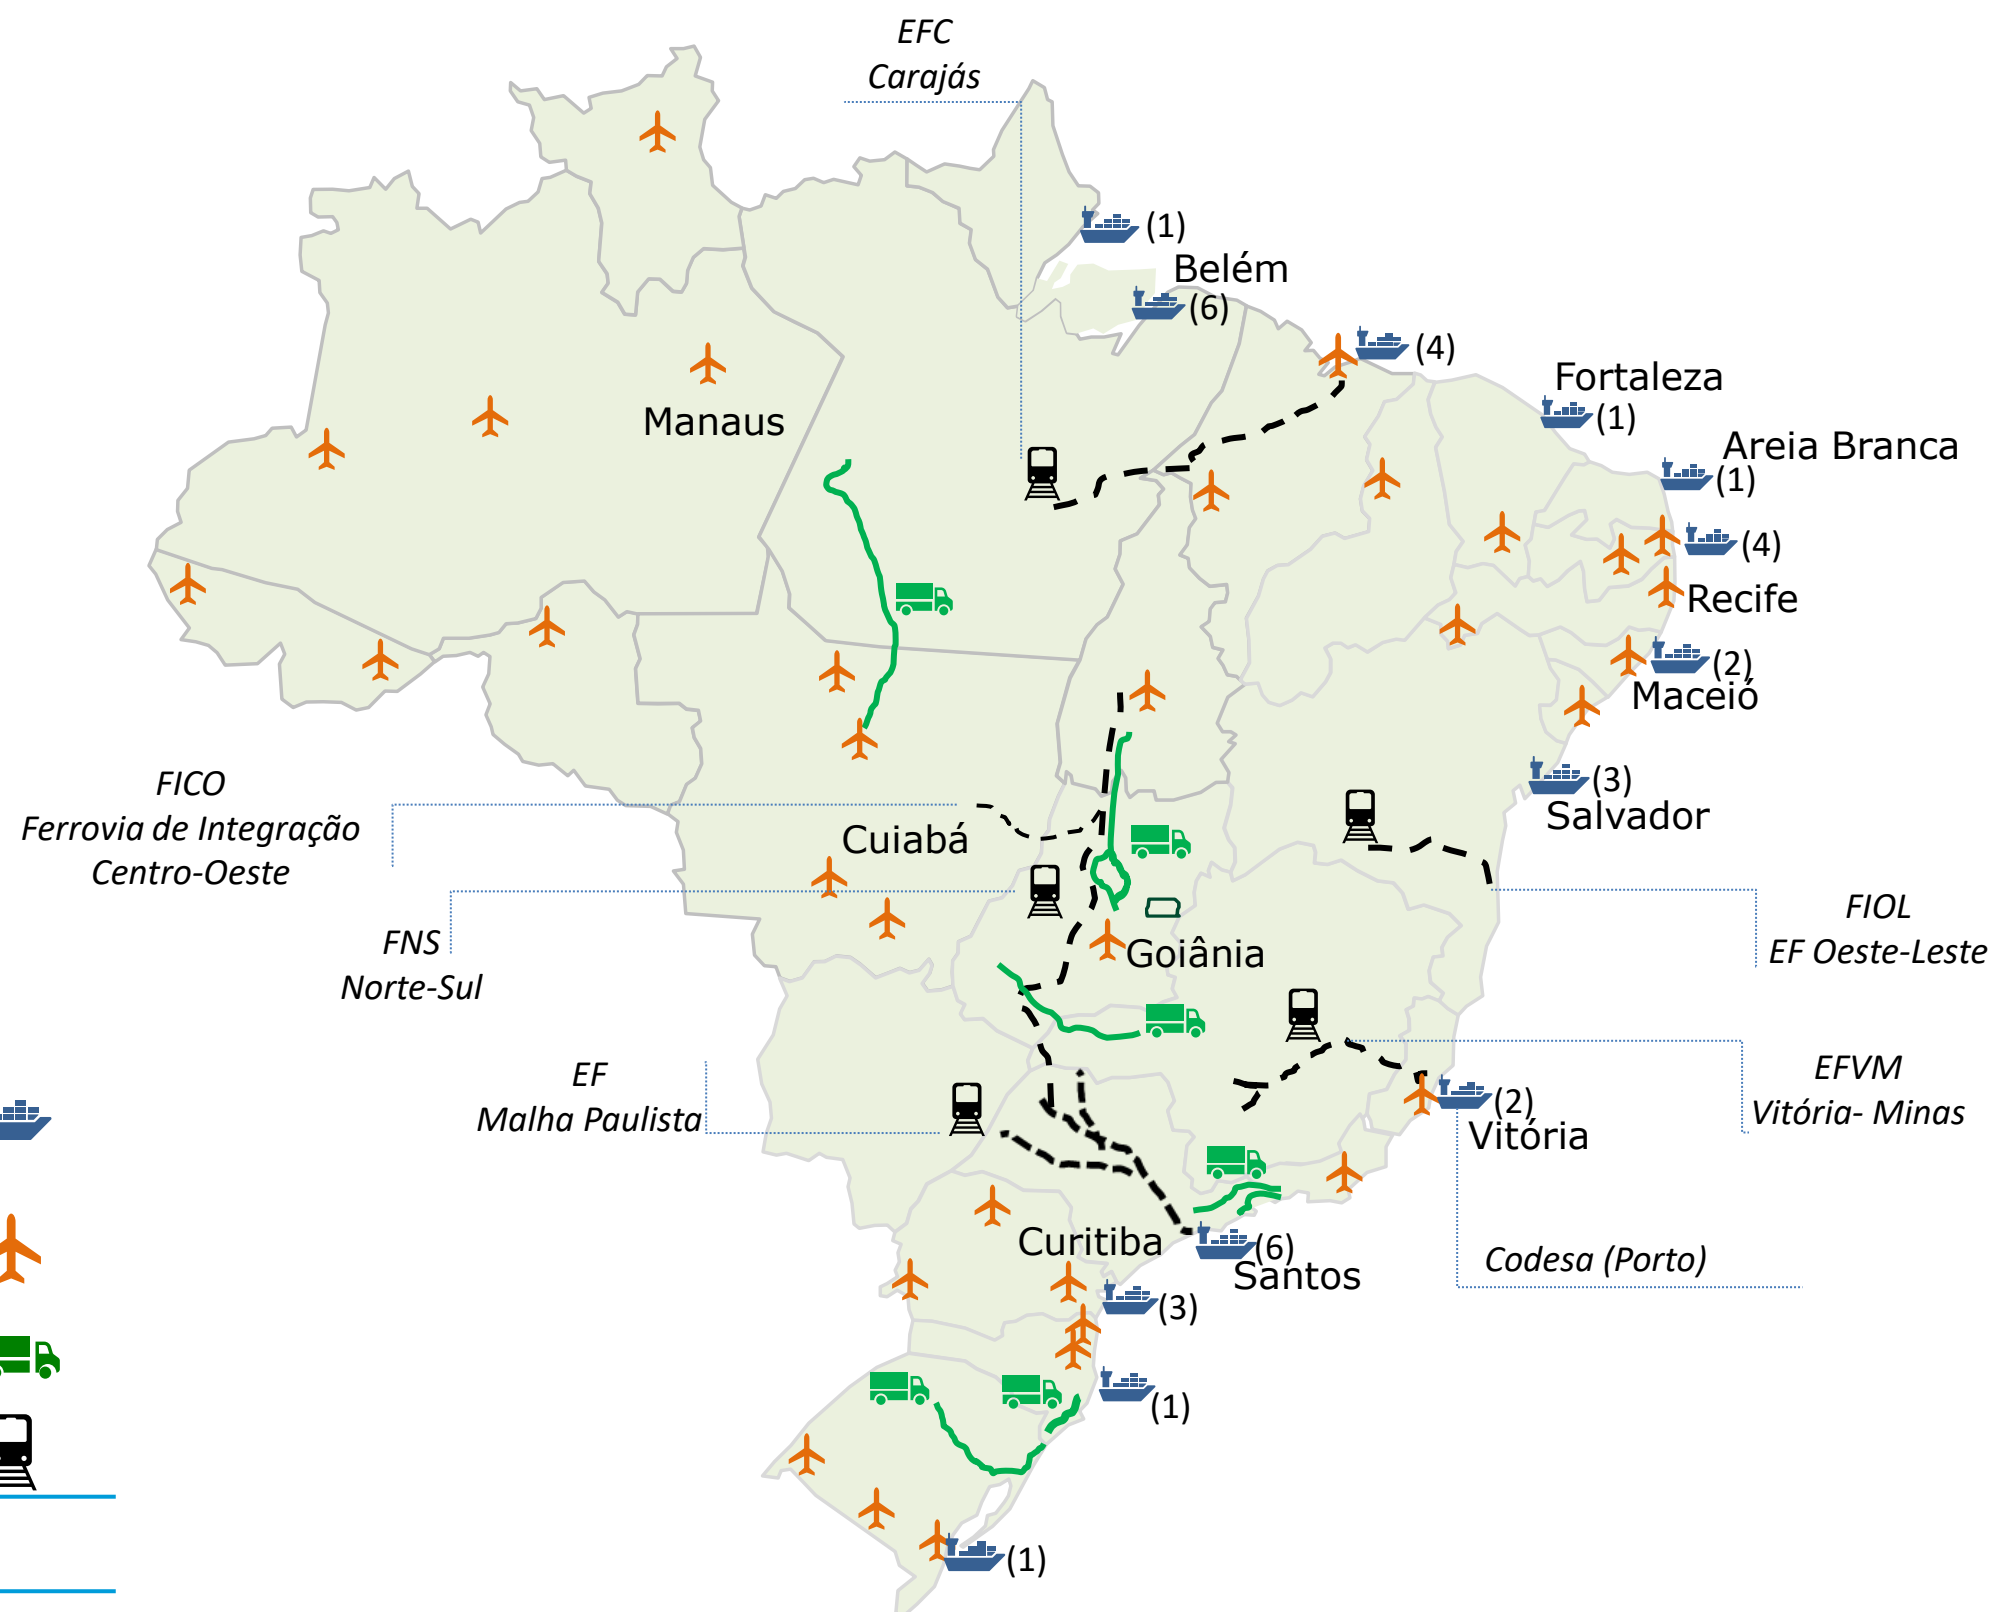 EFC
Carajás
(1)
Belém
(6)
(4)
Fortaleza
(1)
Manaus
Areia Branca
(1)
(4)
Recife
(2)
Maceió
FICO
Ferrovia de Integração
Centro-Oeste
Cuiabá
(3)
Salvador
FNS
Norte-Sul
Goiânia
FIOL
EF Oeste-Leste
EF
Malha Paulista
EFVM
Vitória- Minas
(2)
Vitória
Curitiba
(6)
Santos
Codesa (Porto)
(3)
(1)
(1)